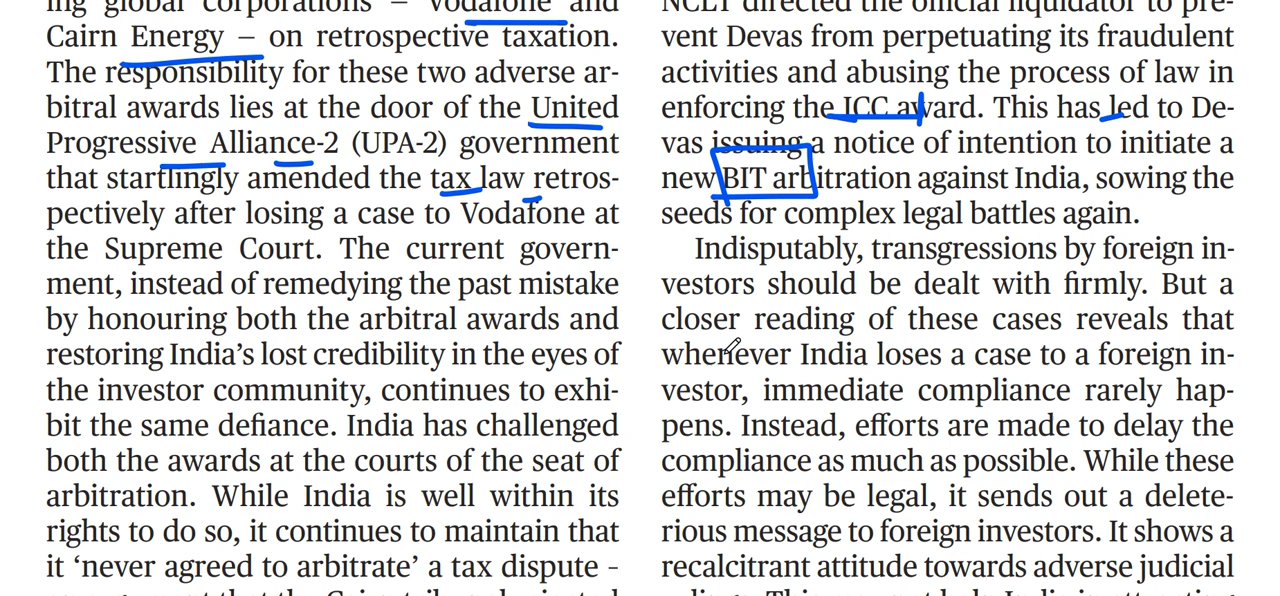 ing global corporations – Vodafone and
Cairn Energy – on retrospective taxation.
The responsibility for these two adverse ar-
bitral awards lies at the door of the United
Progressive Alliance-2 (UPA-2) government
that startlingly amended the tax law retros-
pectively after losing a case to Vodafone at
the Supreme Court. The current govern-
ment, instead of remedying the past mistake
by honouring both the arbitral awards and
restoring India's lost credibility in the eyes of
the investor community, continues to exhi-
bit the same defiance. India has challenged
both the awards at the courts of the seat of
arbitration. While India is well within its
rights to do so, it continues to maintain that
it 'never agreed to arbitrate' a tax dispute -
NCLT directed the official liquidator to pre-
vent Devas from perpetuating its fraudulent
activities and abusing the process of law in
enforcing the ICC award. This has led to De-
vas issuing a notice of intention to initiate a
new BIT arbitration against India, sowing the
seeds for complex legal battles again.
Indisputably, transgressions by foreign in-
vestors should be dealt with firmly. But a
closer reading of these cases reveals that
whenever India loses a case to a foreign in-
vestor, immediate compliance rarely hap-
pens. Instead, efforts are made to delay the
compliance as much as possible. While these
efforts may be legal, it sends out a delete-
rious message to foreign investors. It shows a
recalcitrant attitude towards adverse judicial